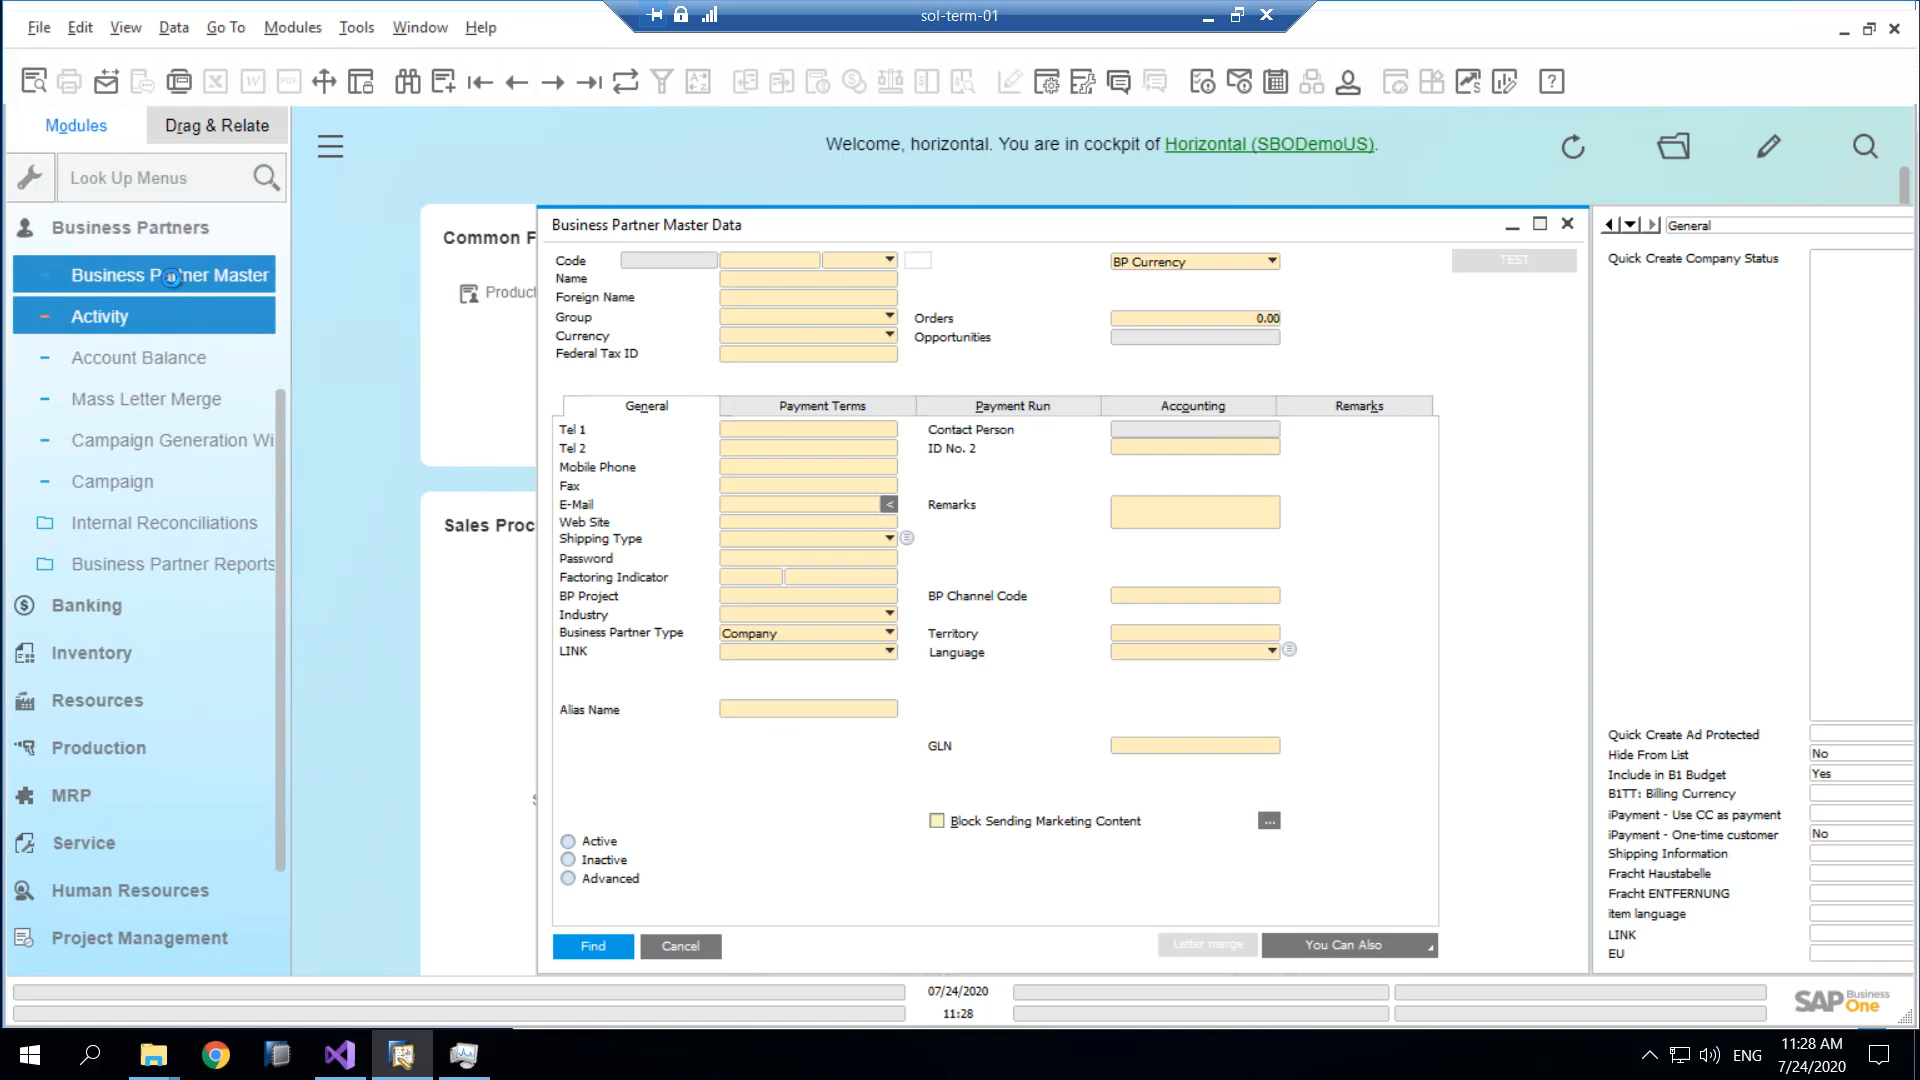 sol-term-01
File Edit View Data Go To Modules Tools Window Help
Modules Drag & Relate
Look Up Menus
Welcome, horizontal. You are in cockpit of Horizontal (SBODemoUS).
Business Partners
Business Partner Master
Activity
Account Balance
Mass Letter Merge
Campaign Generation Wi
Campaign
Internal Reconciliations
Business Partner Reports
Banking
Inventory
Resources
Production
MRP
Service
Human Resources
Project Management
Common F
Product
Sales Proc
Business Partner Master Data
Code
Name
Foreign Name
Group
Currency
Federal Tax ID
BP Currency
TEST
Orders 0.00
Opportunities
General Payment Terms Payment Run Accounting Remarks
Tel 1
Tel 2
Mobile Phone
Fax
E-Mail <
Web Site
Shipping Type
Password
Factoring Indicator
BP Project
Industry
Business Partner Type Company
LINK
Alias Name
Contact Person
ID No. 2
Remarks
BP Channel Code
Territory
Language
GLN
Block Sending Marketing Content ...
Active
Inactive
Advanced
Find Cancel Letter merge You Can Also
General
Quick Create Company Status
Quick Create Ad Protected
Hide From List No
Include in B1 Budget Yes
B1TT: Billing Currency
iPayment - Use CC as payment
iPayment - One-time customer No
Shipping Information
Fracht Haustabelle
Fracht ENTFERNUNG
item language
LINK
EU
07/24/2020
11:28
SAP Business One
ENG
11:28 AM
7/24/2020